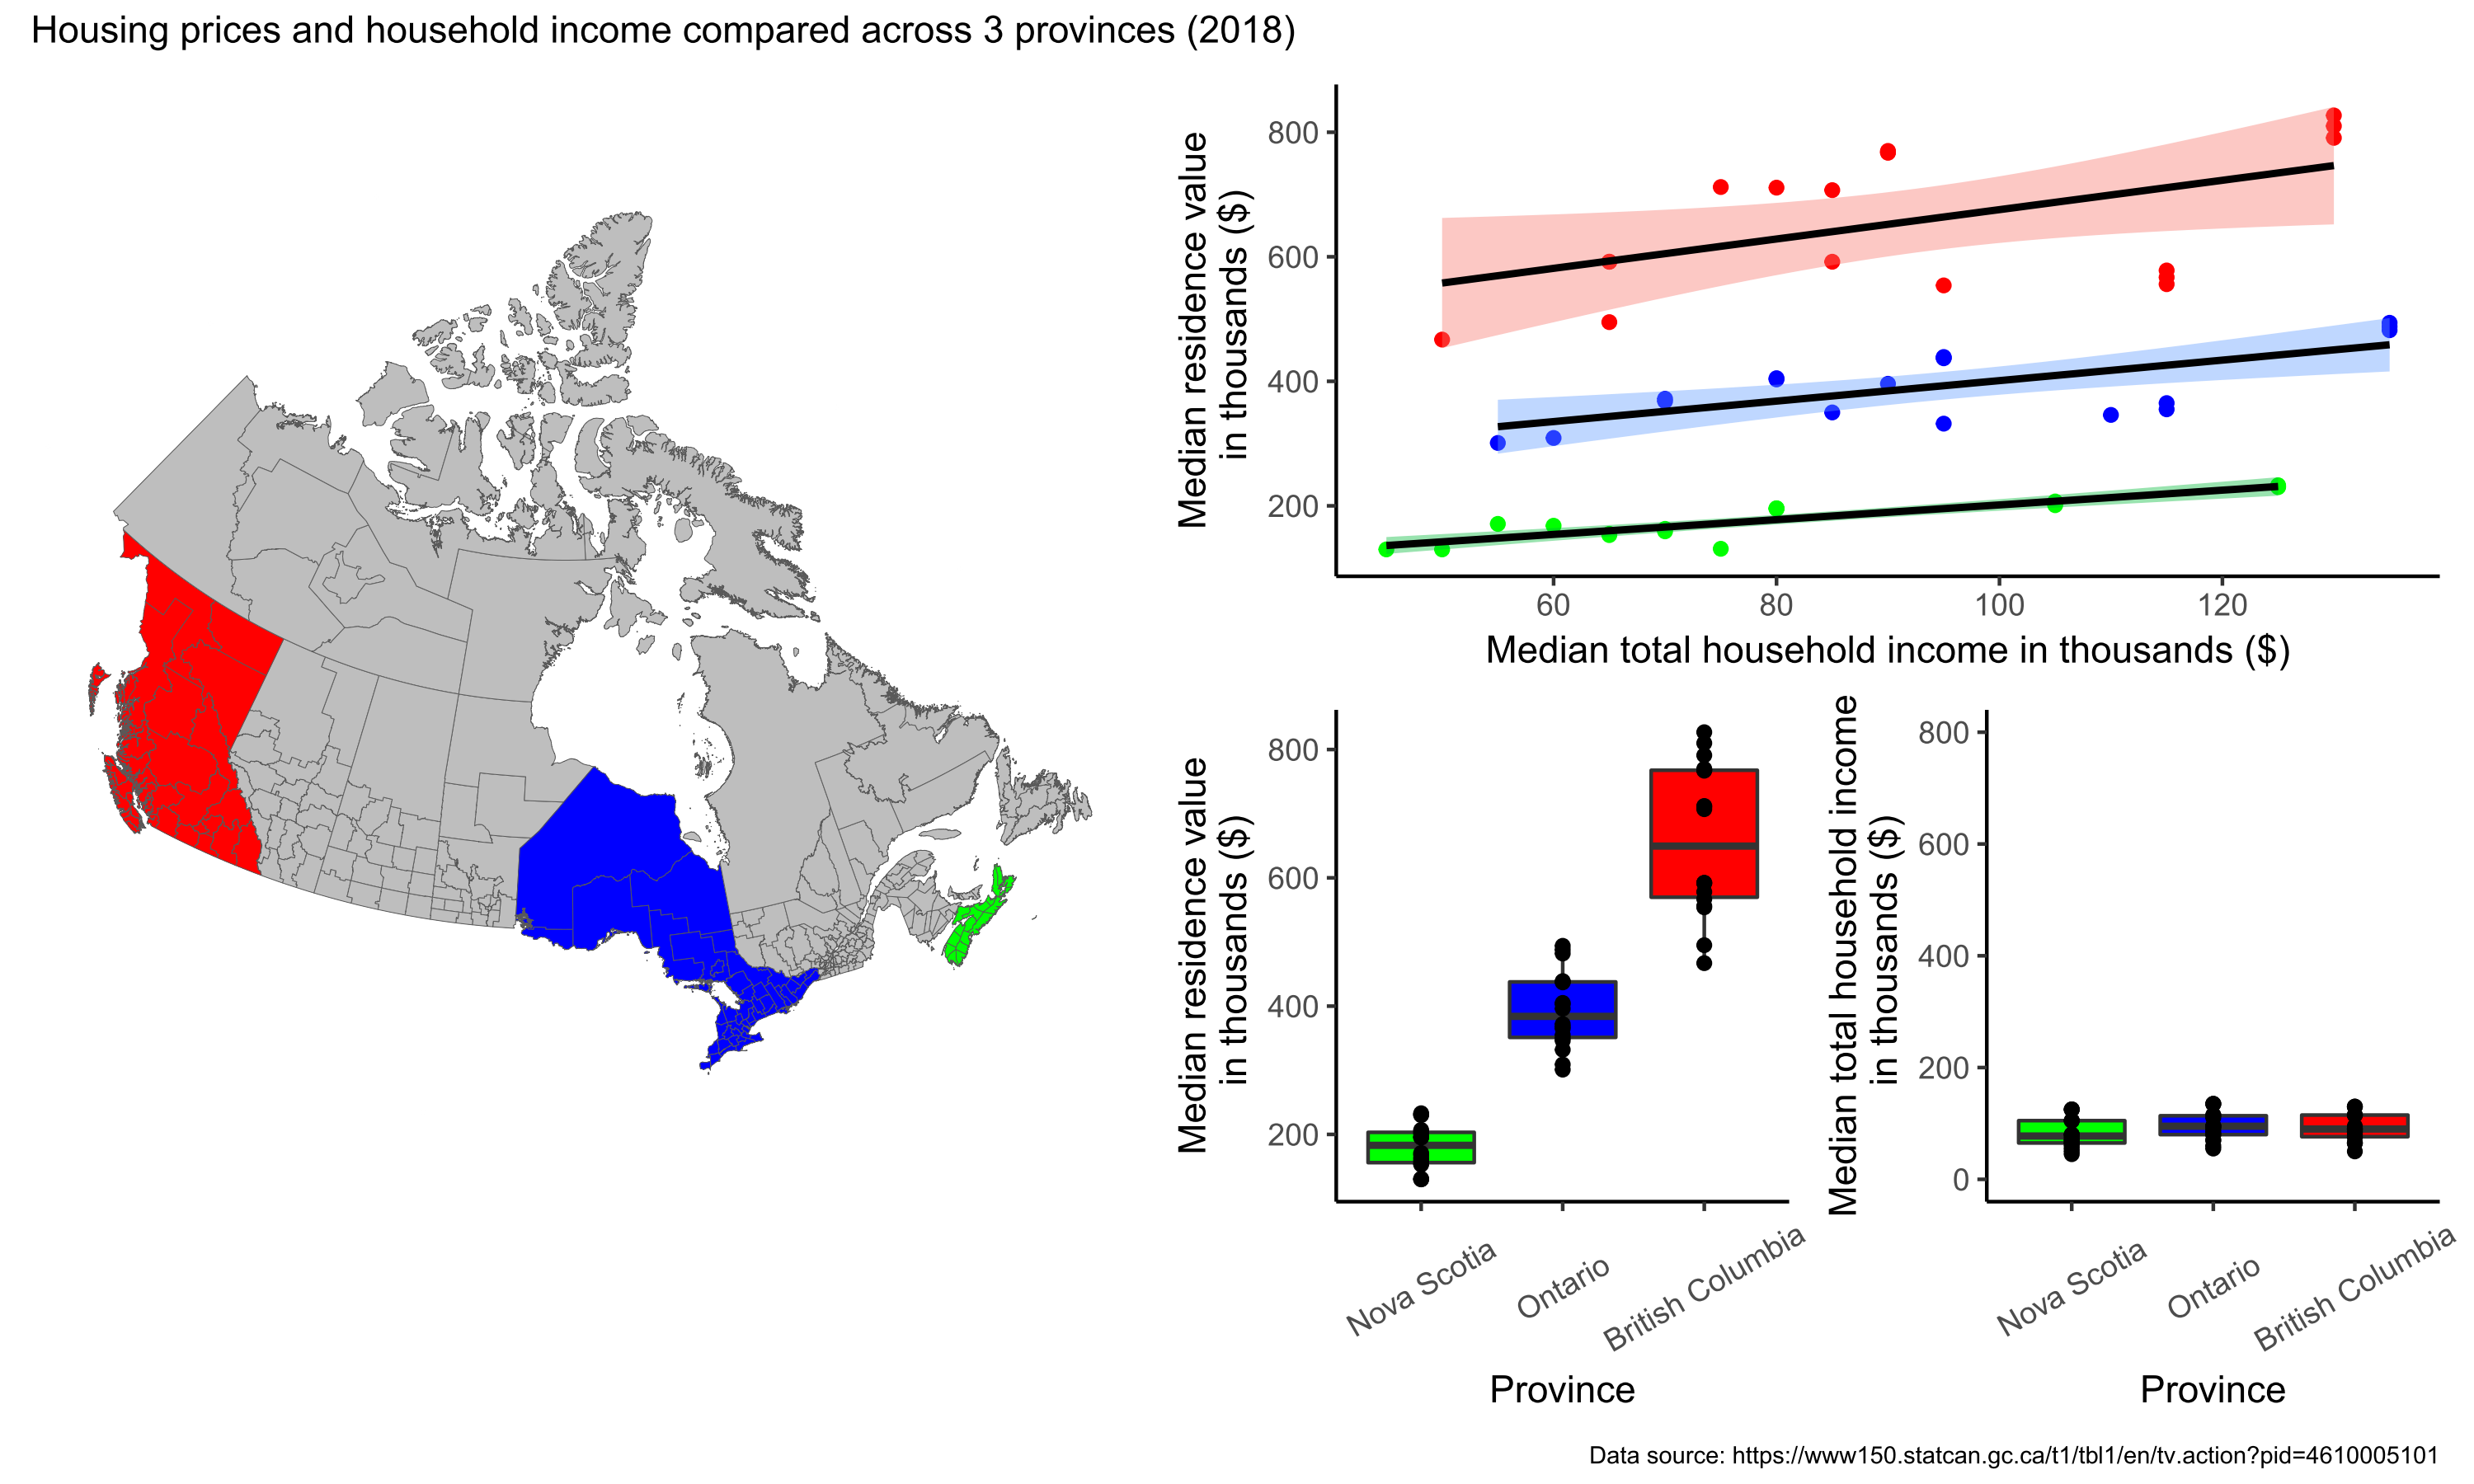 Housing prices and household income compared across 3 provinces (2018)
Median residence value
in thousands ($)
800
600
400
200
60 80 100 120
Median total household income in thousands ($)
Median residence value
in thousands ($)
800
600
400
200
Nova Scotia
Ontario
British Columbia
Province
Median total household income
in thousands ($)
800
600
400
200
0
Nova Scotia
Ontario
British Columbia
Province
Data source: https://www150.statcan.gc.ca/t1/tbl1/en/tv.action?pid=4610005101